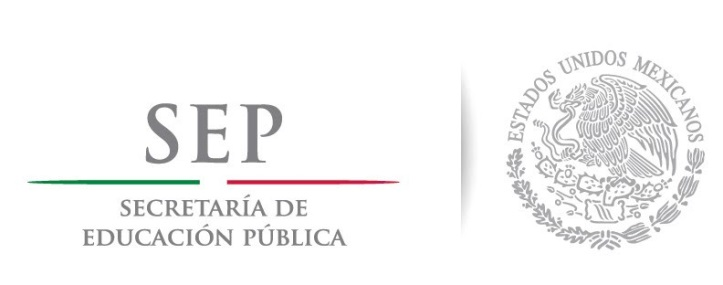 SEP
SECRETARÍA DE
EDUCACIÓN PÚBLICA
ESTADOS UNIDOS MEXICANOS